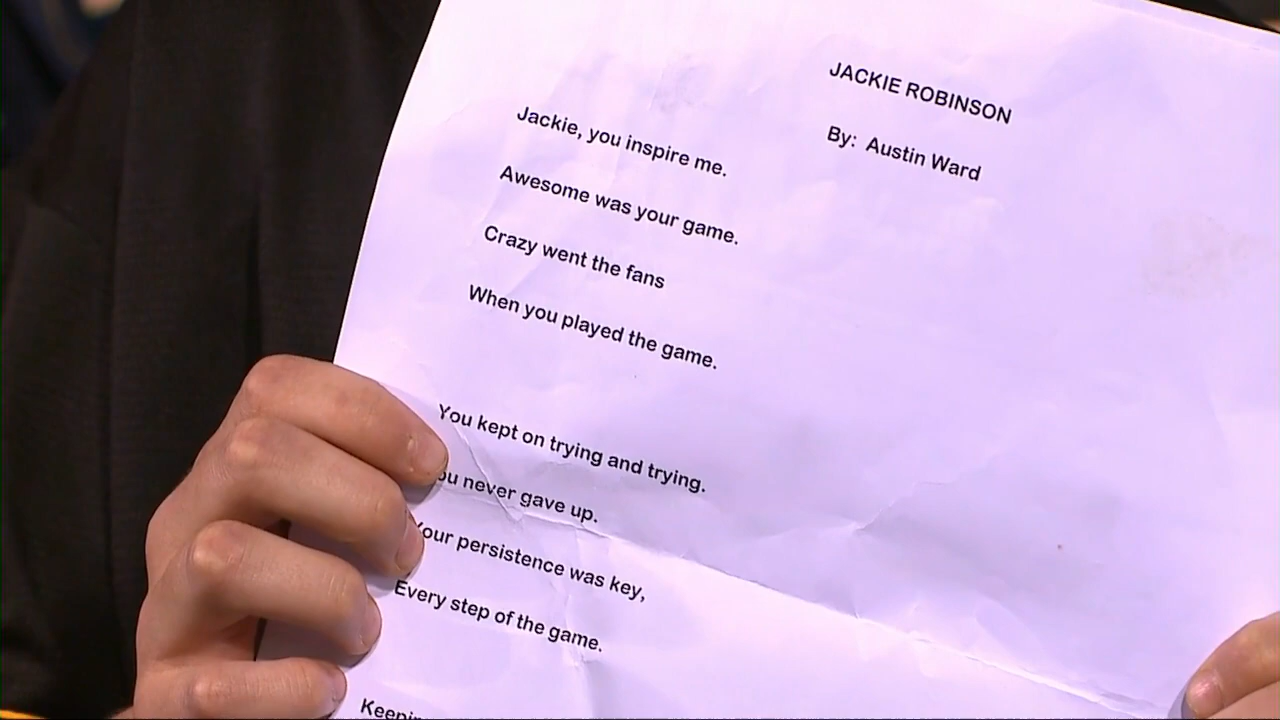 JACKIE ROBINSON
By: Austin Ward
Jackie, you inspire me.
Awesome was your game.
Crazy went the fans
When you played the game.
You kept on trying and trying.
ou never gave up.
Your persistence was key,
Every step of the game.